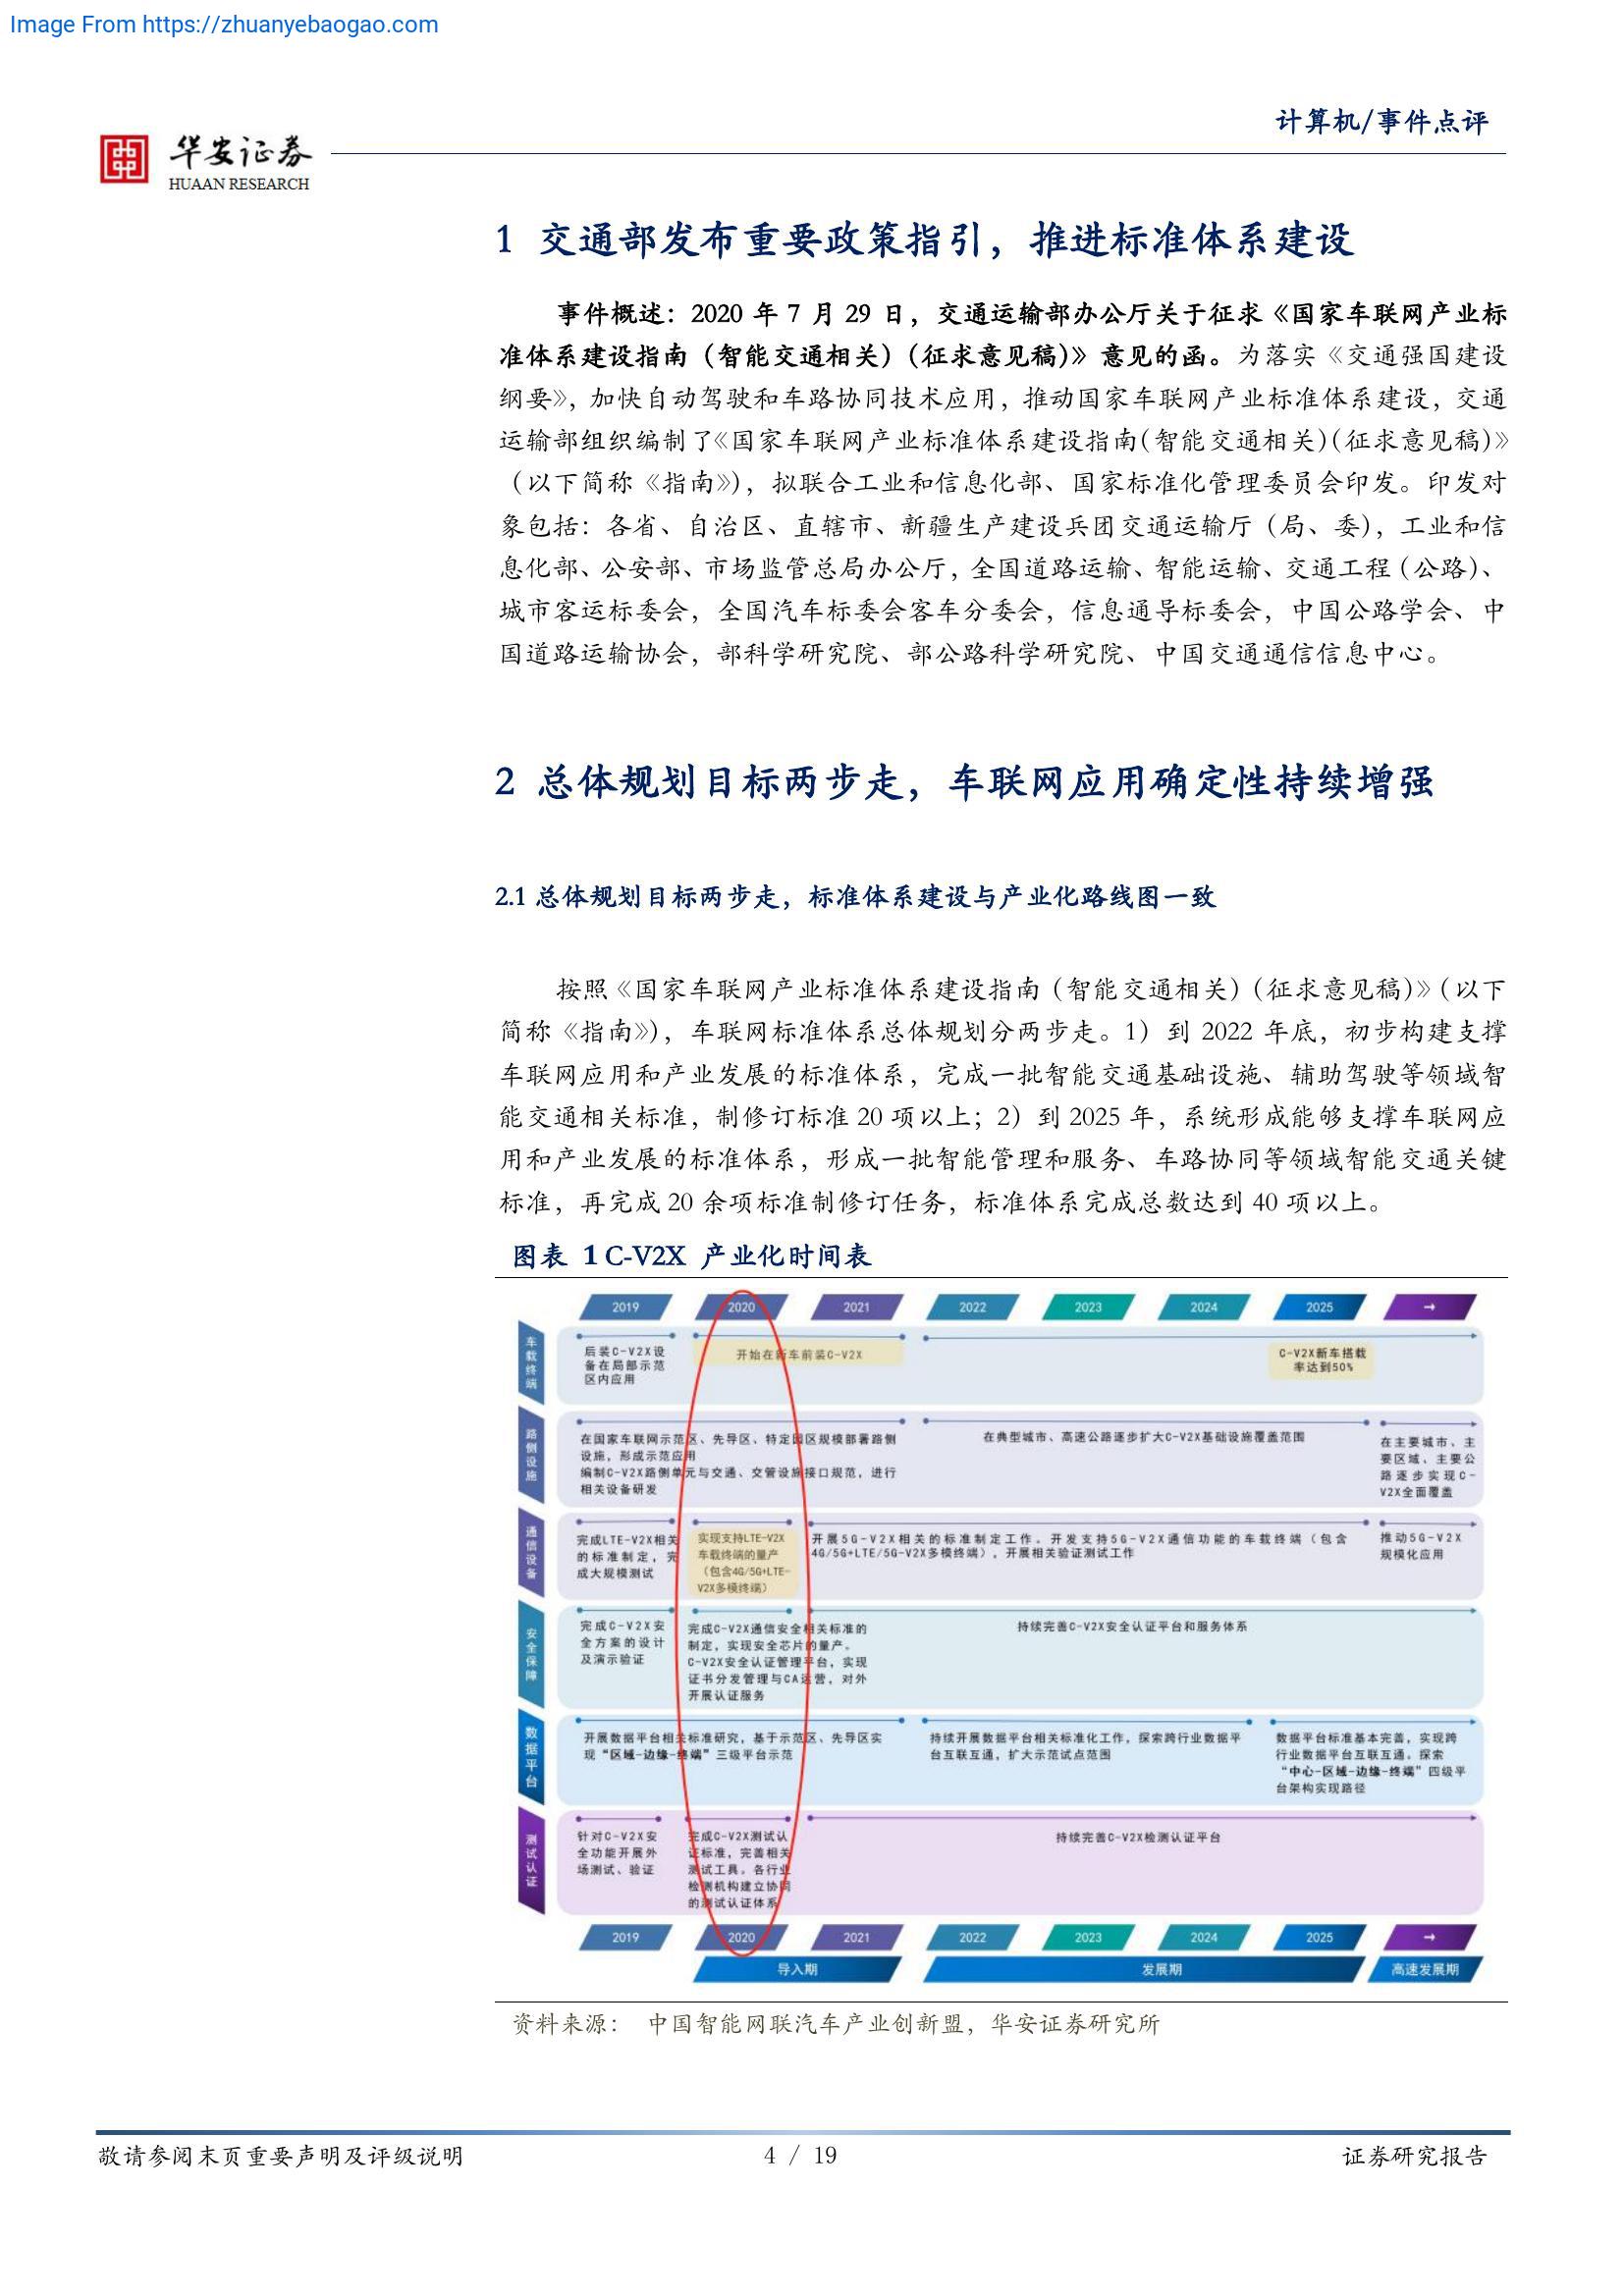 Image From https://zhuanyebaogao.com
计算机/事件点评
华安证券
HUAAN RESEARCH
1 交通部发布重要政策指引，推进标准体系建设
事件概述：2020 年 7 月 29 日，交通运输部办公厅关于征求《国家车联网产业标
准体系建设指南（智能交通相关）（征求意见稿）》意见的函。为落实《交通强国建设
纲要》，加快自动驾驶和车路协同技术应用，推动国家车联网产业标准体系建设，交通
运输部组织编制了《国家车联网产业标准体系建设指南（智能交通相关）（征求意见稿）》
（以下简称《指南》），拟联合工业和信息化部、国家标准化管理委员会印发。印发对
象包括：各省、自治区、直辖市、新疆生产建设兵团交通运输厅（局、委），工业和信
息化部、公安部、市场监管总局办公厅，全国道路运输、智能运输、交通工程（公路）、
城市客运标委会，全国汽车标委会客车分委会，信息通导标委会，中国公路学会、中
国道路运输协会，部科学研究院、部公路科学研究院、中国交通通信信息中心。
2 总体规划目标两步走，车联网应用确定性持续增强
2.1 总体规划目标两步走，标准体系建设与产业化路线图一致
按照《国家车联网产业标准体系建设指南（智能交通相关）（征求意见稿）》（以下
简称《指南》），车联网标准体系总体规划分两步走。1）到 2022 年底，初步构建支撑
车联网应用和产业发展的标准体系，完成一批智能交通基础设施、辅助驾驶等领域智
能交通相关标准，制修订标准 20 项以上；2）到 2025 年，系统形成能够支撑车联网应
用和产业发展的标准体系，形成一批智能管理和服务、车路协同等领域智能交通关键
标准，再完成 20 余项标准制修订任务，标准体系完成总数达到 40 项以上。
图表 1 C-V2X 产业化时间表
2019 2020 2021 2022 2023 2024 2025 →
车载终端
后装C-V2X设
备在局部示范
区内应用
开始在新车前装C-V2X
C-V2X新车搭载
率达到50%
路侧设施
在国家车联网示范区、先导区、特定园区规模部署路侧
设施，形成示范应用
编制C-V2X路侧单元与交通、交管设施接口规范，进行
相关设备研发
在典型城市、高速公路逐步扩大C-V2X基础设施覆盖范围
在主要城市、主
要区域、主要公
路逐步实现C-
V2X全面覆盖
通信设备
完成LTE-V2X相关
的标准制定，完
成大规模测试
实现支持LTE-V2X
车载终端的量产
（包含4G/5G+LTE-
V2X多模终端）
开展5G-V2X相关的标准制定工作。开发支持5G-V2X通信功能的车载终端（包含
4G/5G+LTE/5G-V2X多模终端），开展相关验证测试工作
推动5G-V2X
规模化应用
安全保障
完成C-V2X安
全方案的设计
及演示验证
完成C-V2X通信安全相关标准的
制定，实现安全芯片的量产。
C-V2X安全认证管理平台，实现
证书分发管理与CA运营，对外
开展认证服务
持续完善C-V2X安全认证平台和服务体系
数据平台
开展数据平台相关标准研究，基于示范区、先导区实
现“区域-边缘-终端”三级平台示范
持续开展数据平台相关标准化工作，探索跨行业数据平
台互联互通，扩大示范试点范围
数据平台标准基本完善，实现跨
行业数据平台互联互通。探索
“中心-区域-边缘-终端”四级平
台架构实现路径
测试认证
针对C-V2X安
全功能开展外
场测试、验证
完成C-V2X测试认
证标准，完善相关
测试工具。各行业
检测机构建立协同
的测试认证体系
持续完善C-V2X检测认证平台
2019 2020 2021 2022 2023 2024 2025 →
导入期 发展期 高速发展期
资料来源： 中国智能网联汽车产业创新盟，华安证券研究所
敬请参阅末页重要声明及评级说明 4 / 19 证券研究报告